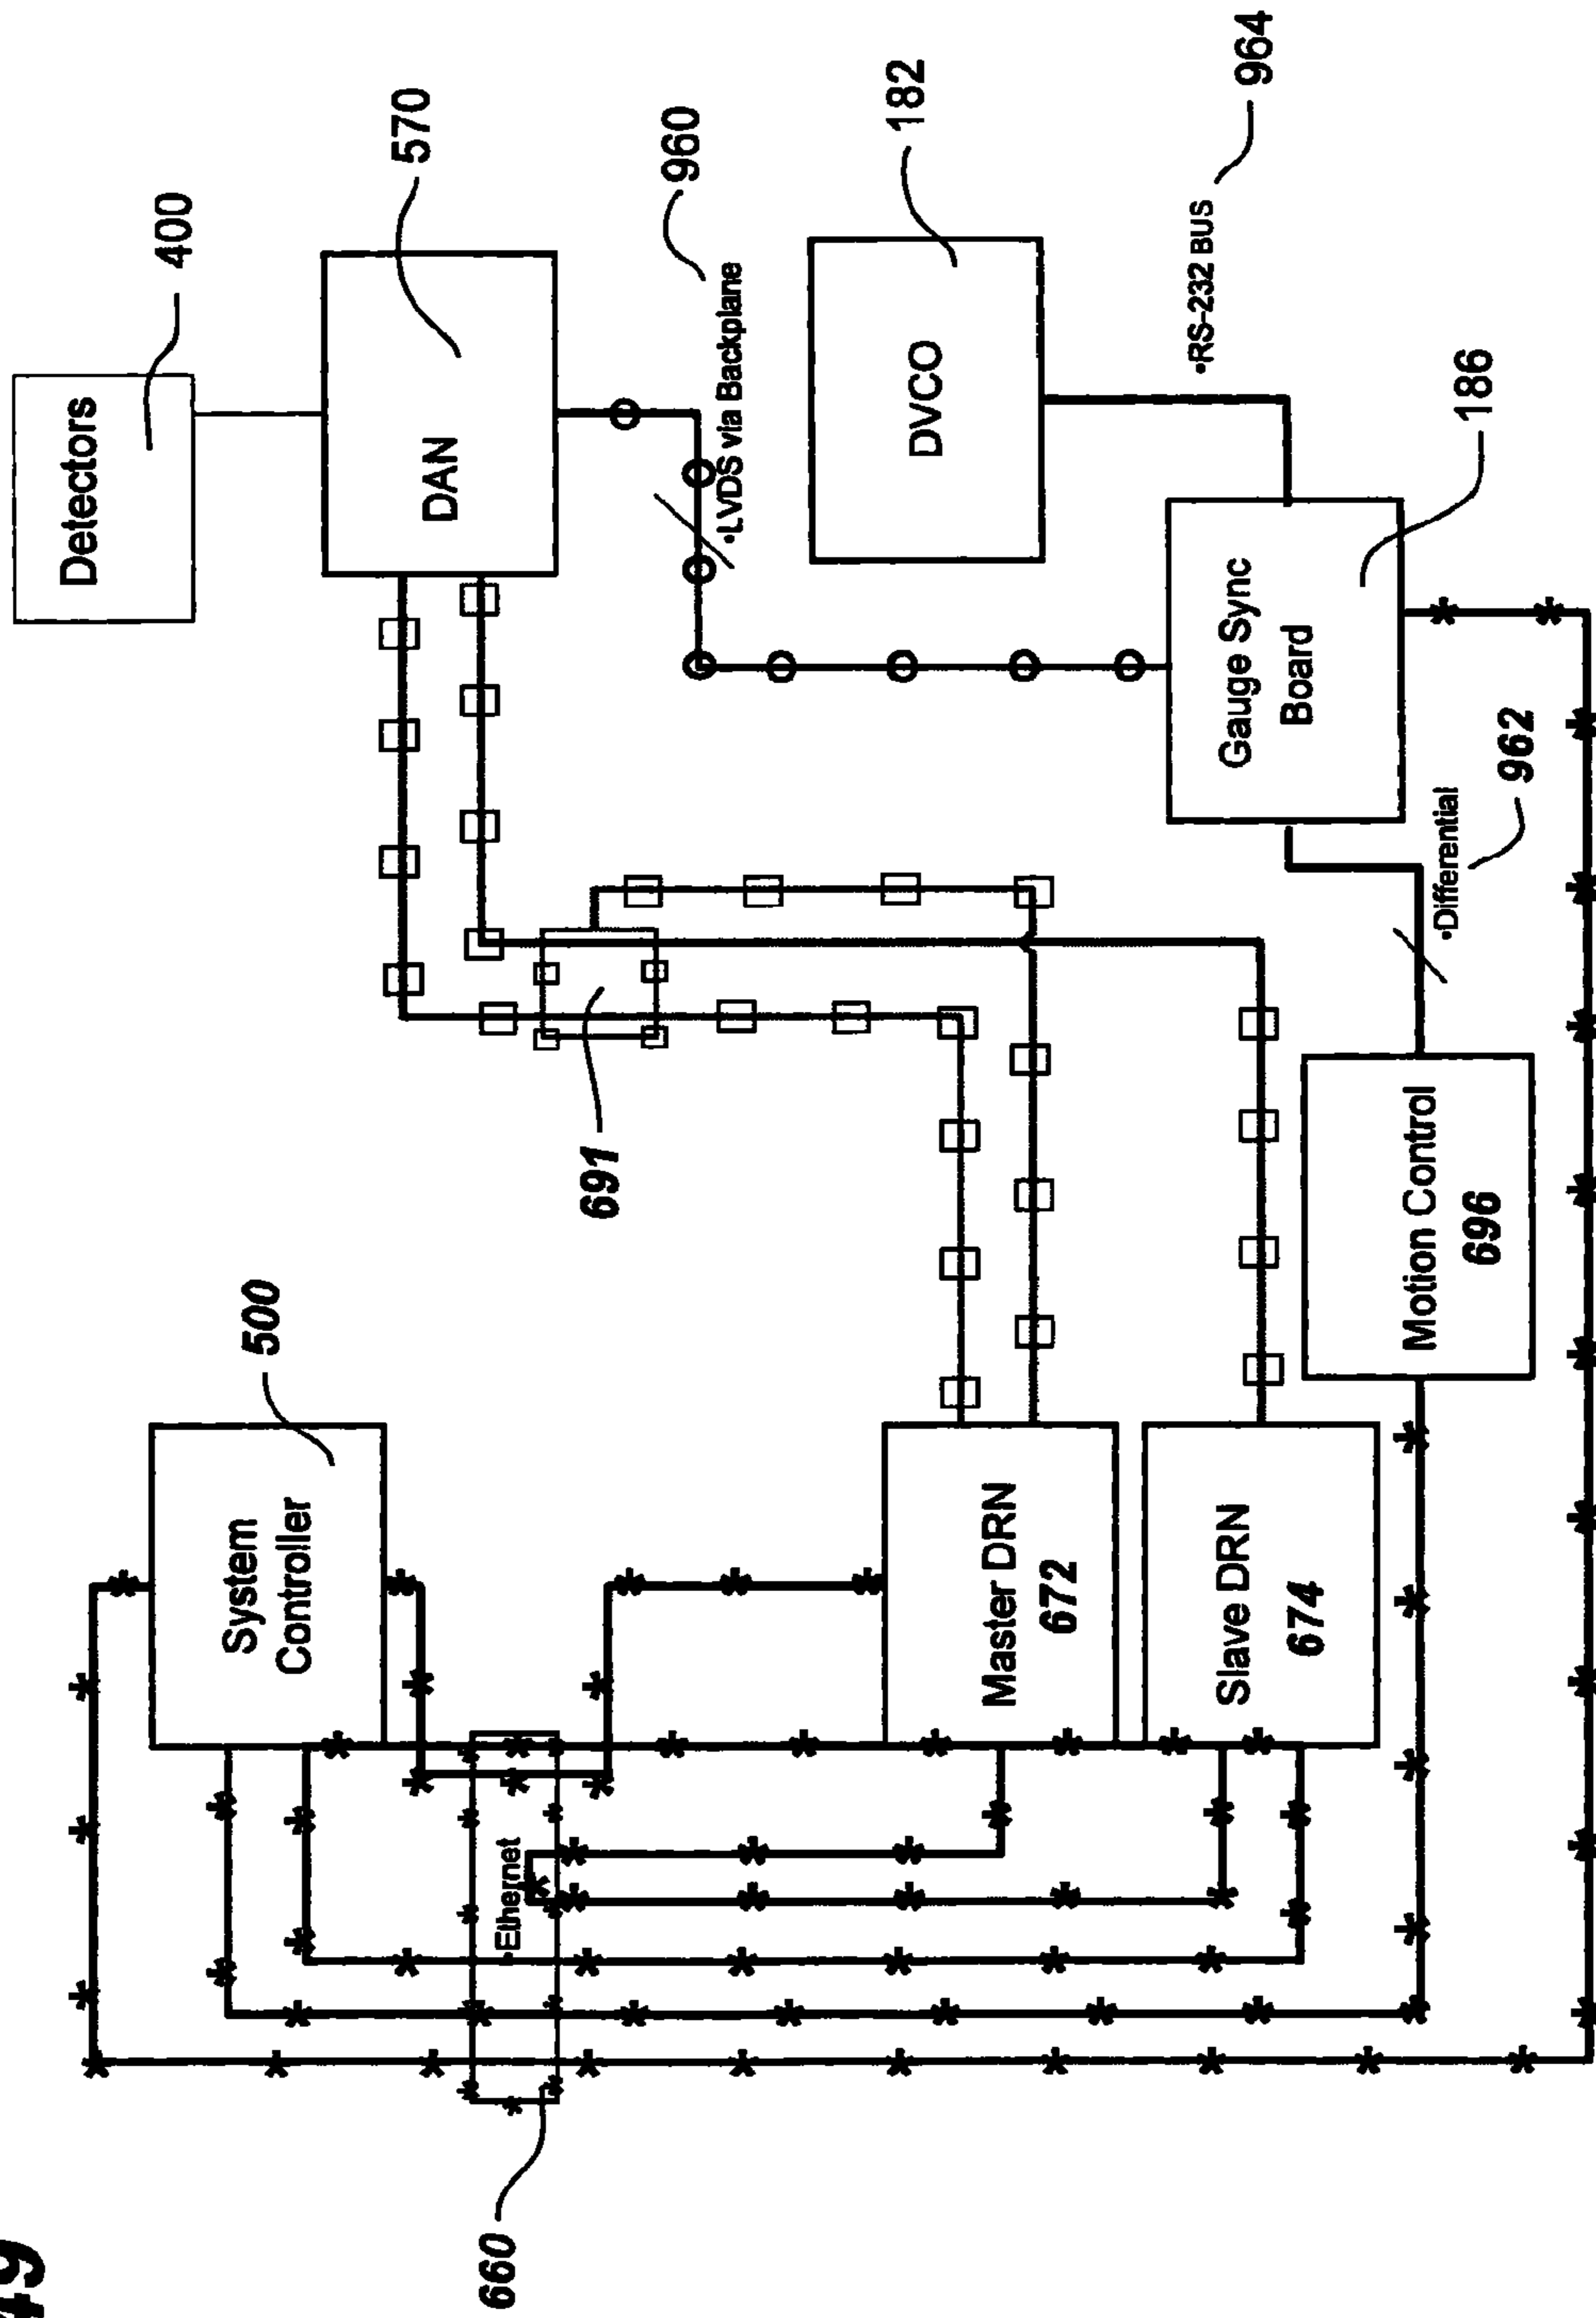 49
660
System
Controller
500
•Ethernet
Master DRN
672
Slave DRN
674
691
Motion Control
696
•Differential
962
Gauge Sync
Board
186
Detectors
400
DAN
570
•LVDS via Backplane
960
DVCO
182
•RS-232 BUS
964